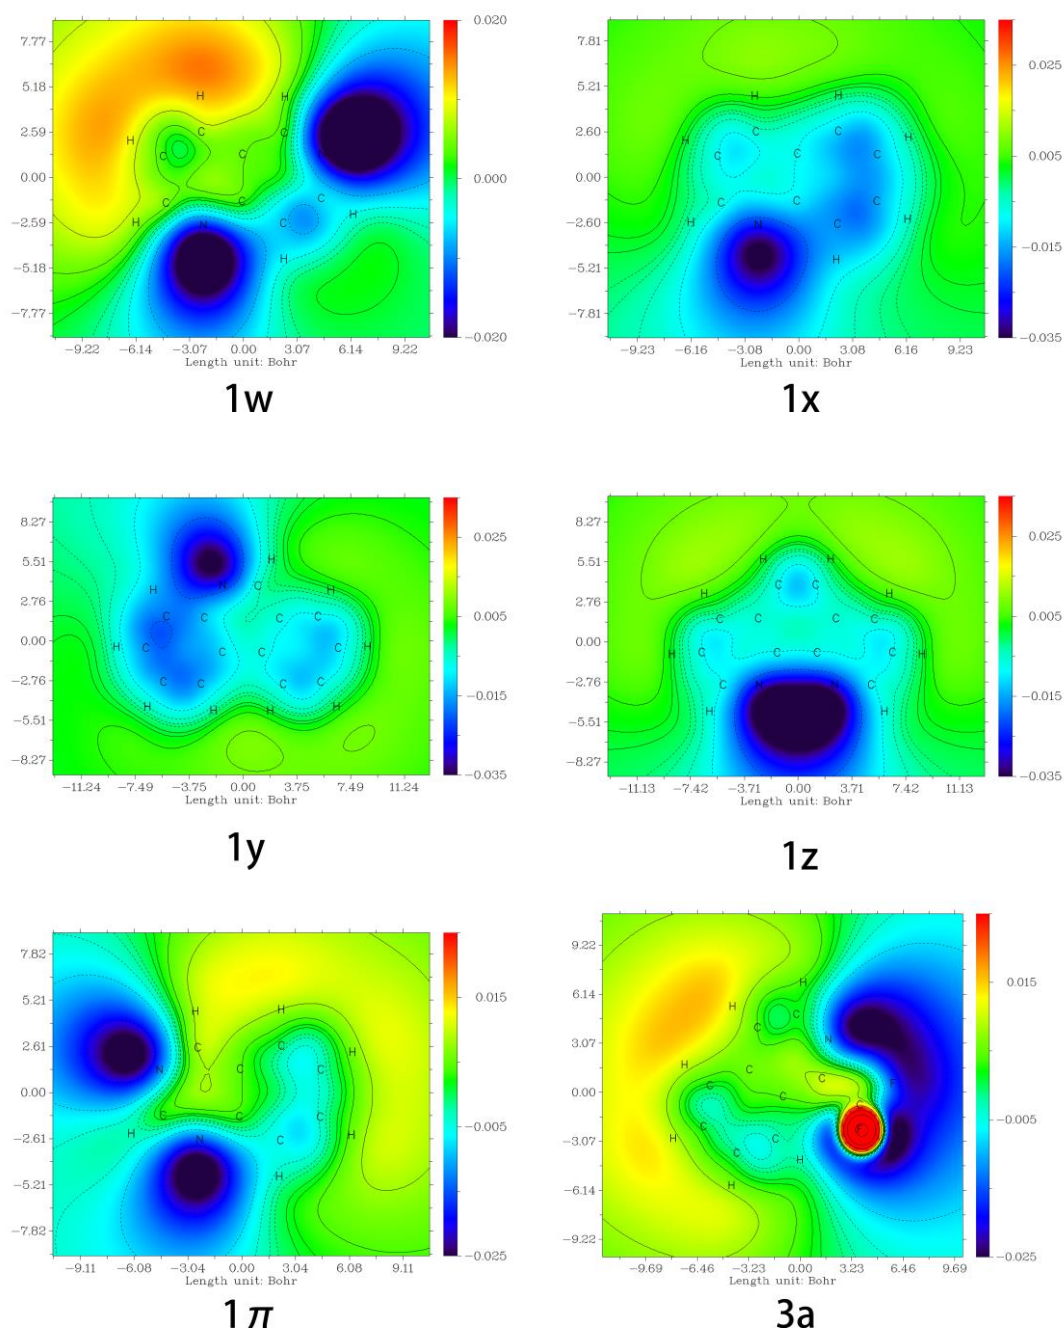 7.77
5.18
2.59
0.00
−2.59
−5.18
−7.77
H H
H C C
C C
C C C
H N C H
H
−9.22 −6.14 −3.07 0.00 3.07 6.14 9.22
Length unit: Bohr
0.020
0.000
−0.020
1w
7.81
5.21
2.60
0.00
−2.60
−5.21
−7.81
H H
H C C H
C C C
C C C
H N C H
H
−9.23 −6.16 −3.08 0.00 3.08 6.16 9.23
Length unit: Bohr
0.025
0.005
−0.015
−0.035
1x
8.27
5.51
2.76
0.00
−2.76
−5.51
−8.27
H
H N C H
C C C C
H C C C C H
C C C C
H H H H
−11.24 −7.49 −3.75 0.00 3.75 7.49 11.24
Length unit: Bohr
0.025
0.005
−0.015
−0.035
1y
8.27
5.51
2.76
0.00
−2.76
−5.51
−8.27
H H
H C C H
C C C C
H C C C C H
C N N C
H H
−11.13 −7.42 −3.71 0.00 3.71 7.42 11.13
Length unit: Bohr
0.025
0.005
−0.015
−0.035
1z
7.82
5.21
2.61
0.00
−2.61
−5.21
−7.82
H H
C C H
N C C
C C C
H N C H
H
−9.11 −6.08 −3.04 0.00 3.04 6.08 9.11
Length unit: Bohr
0.015
−0.005
−0.025
1π
9.22
6.14
3.07
0.00
−3.07
−6.14
−9.22
H H
C C
N
H C C
C C F
C
C F
H C C
C H
H
−9.69 −6.46 −3.23 0.00 3.23 6.46 9.69
Length unit: Bohr
0.015
−0.005
−0.025
3a